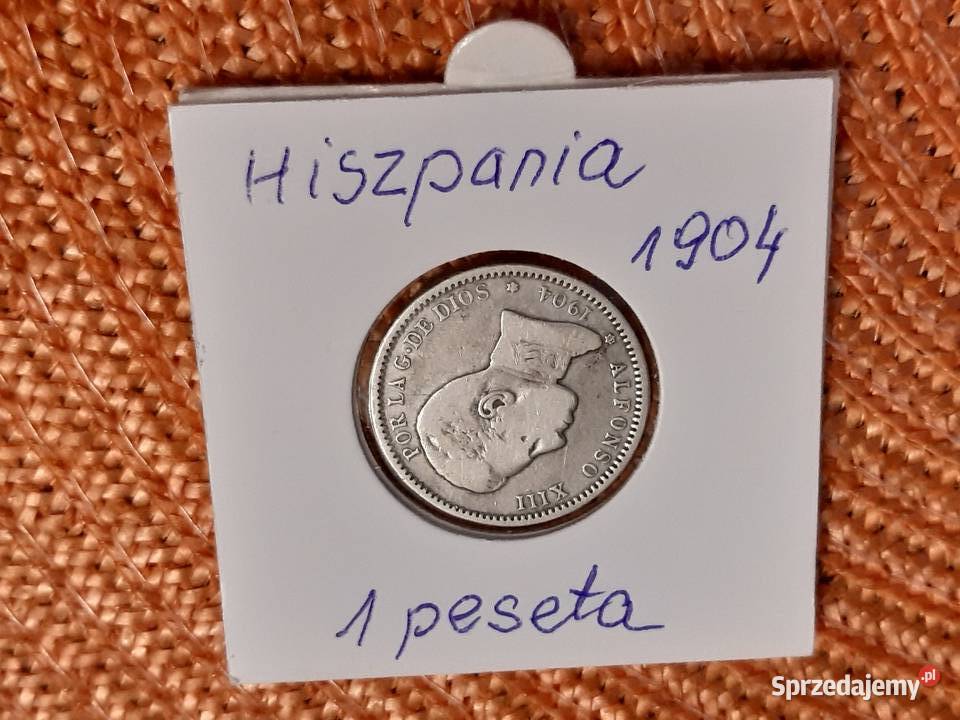 Hiszpania
1904
POR LA G·DE DIOS * 1904 * ALFONSO XIII
1 peseta
Sprzedajemy.pl